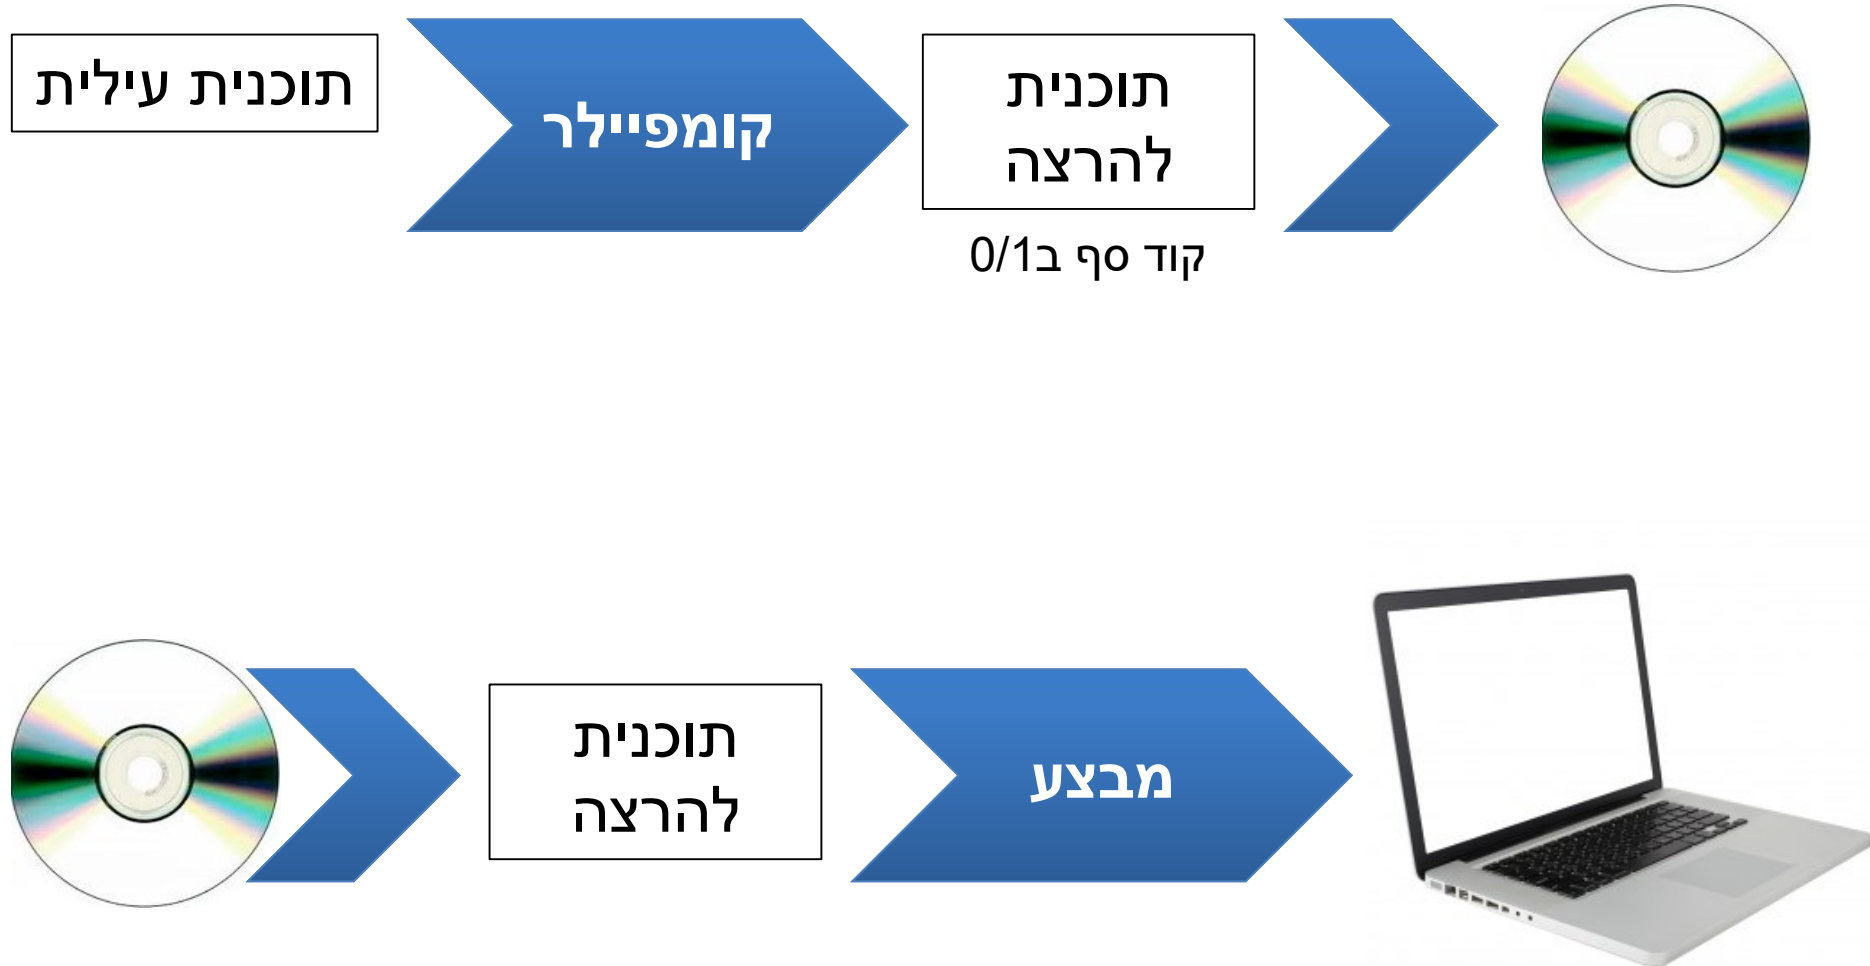 תוכנית עילית
קומפיילר
תוכנית
להרצה
קוד סף ב0/1
תוכנית
להרצה
מבצע